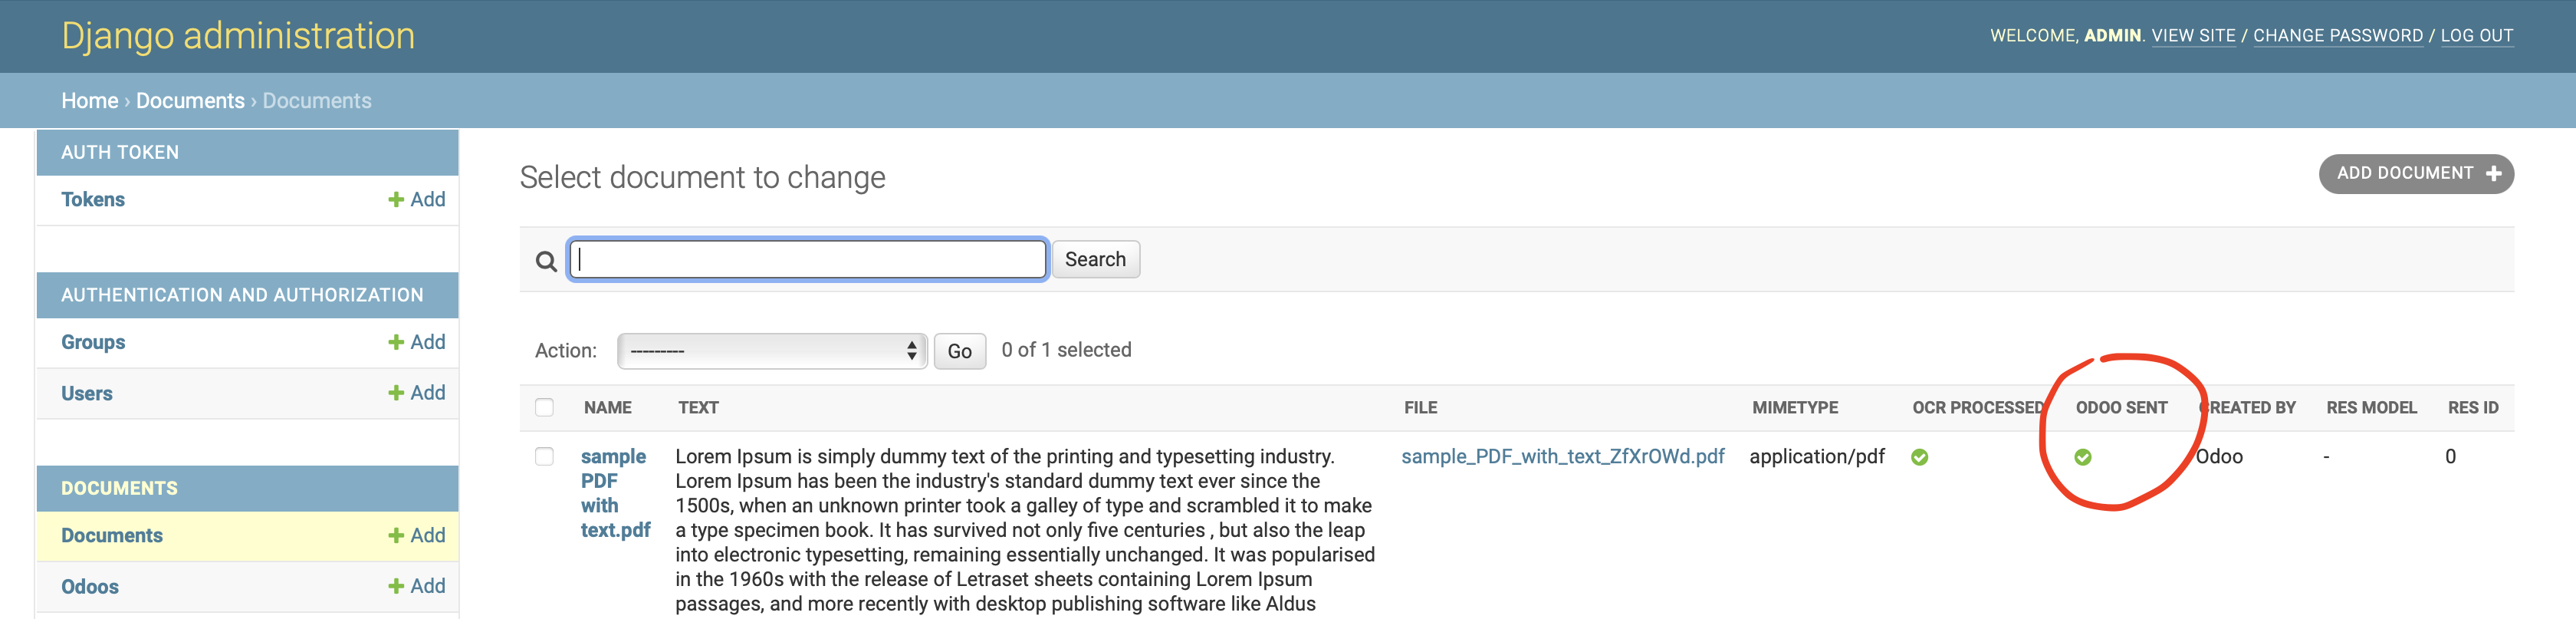 Django administration
WELCOME, ADMIN. VIEW SITE / CHANGE PASSWORD / LOG OUT
Home › Documents › Documents
AUTH TOKEN
Tokens + Add
AUTHENTICATION AND AUTHORIZATION
Groups + Add
Users + Add
DOCUMENTS
Documents + Add
Odoos + Add
Select document to change
ADD DOCUMENT +
Search
Action: --------- Go 0 of 1 selected
NAME TEXT FILE MIMETYPE OCR PROCESSED ODOO SENT CREATED BY RES MODEL RES ID
sample
PDF
with
text.pdf
Lorem Ipsum is simply dummy text of the printing and typesetting industry.
Lorem Ipsum has been the industry's standard dummy text ever since the
1500s, when an unknown printer took a galley of type and scrambled it to make
a type specimen book. It has survived not only five centuries , but also the leap
into electronic typesetting, remaining essentially unchanged. It was popularised
in the 1960s with the release of Letraset sheets containing Lorem Ipsum
passages, and more recently with desktop publishing software like Aldus
sample_PDF_with_text_ZfXrOWd.pdf
application/pdf
Odoo
-
0